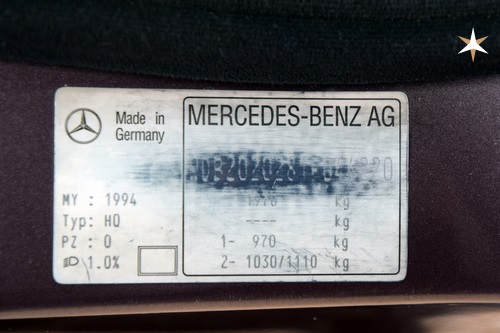 Made in
Germany
MERCEDES-BENZ AG
MY : 1994
kg
Typ: HQ
---- kg
PZ : 0
1- 970 kg
1.0%
2- 1030/1110 kg